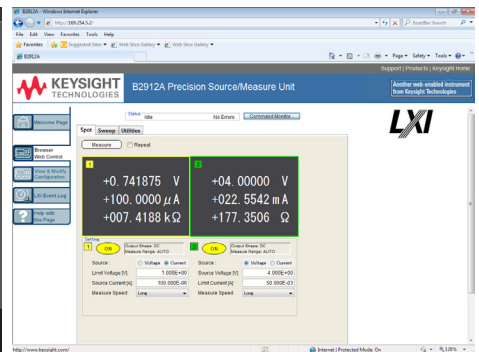 B2912A - Windows Internet Explorer
http://169.254.5.2/
File Edit View Favorites Tools Help
Favorites Suggested Sites Web Slice Gallery Web Slice Gallery
B2912A
Page Safety Tools
Support | Products | Keysight Home
KEYSIGHT
TECHNOLOGIES
B2912A Precision Source/Measure Unit
Another web-enabled instrument
from Keysight Technologies
LXI
Welcome Page
Browser
Web Control
View & Modify
Configuration
LXI Event Log
Help with
this Page
Status
Idle No Errors Command Monitor...
Spot Sweep Utilities
Measure Repeat
1
+0. 741875 V
+100. 0000 μA
+007. 4188 kΩ
2
+04. 00000 V
+022. 5542 mA
+177. 3506 Ω
Setting
1 ON Output Shape: DC
Measure Range: AUTO
Source : Voltage Current
Limit Voltage [V]: 1.000E+00
Source Current[A]: 100.000E-06
Measure Speed: Long
2 ON Output Shape: DC
Measure Range: AUTO
Source : Voltage Current
Source Voltage [V]: 4.000E+00
Limit Current[A]: 50.000E-03
Measure Speed: Long
http://www.keysight.com/ Internet | Protected Mode: On 120%